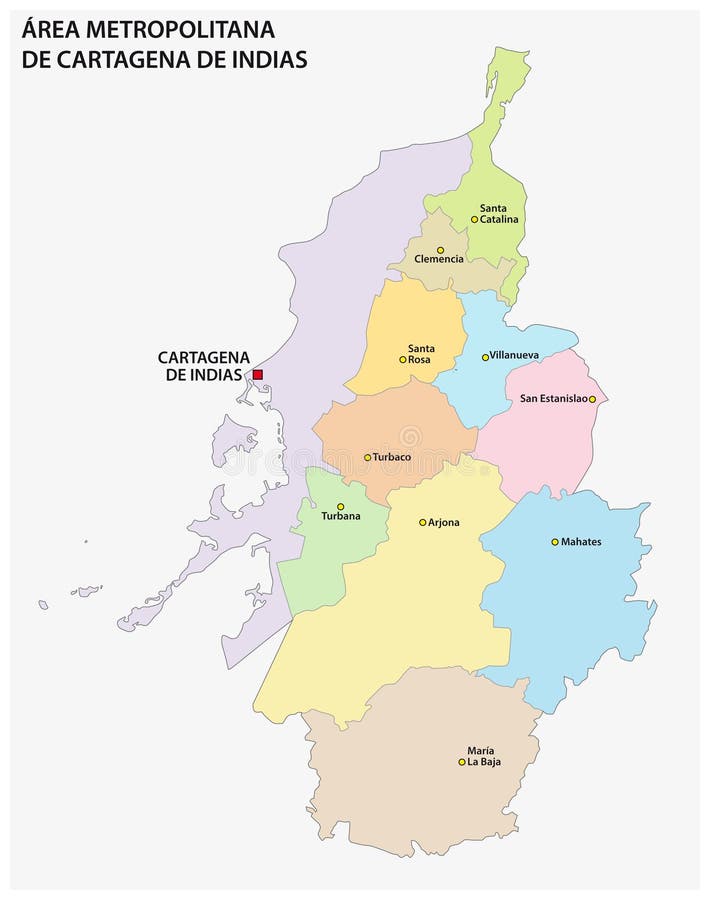 ÁREA METROPOLITANA
DE CARTAGENA DE INDIAS
Santa
Catalina
Clemencia
Santa
Rosa
Villanueva
CARTAGENA
DE INDIAS
San Estanislao
Turbaco
Turbana
Arjona
Mahates
María
La Baja
dreamstime